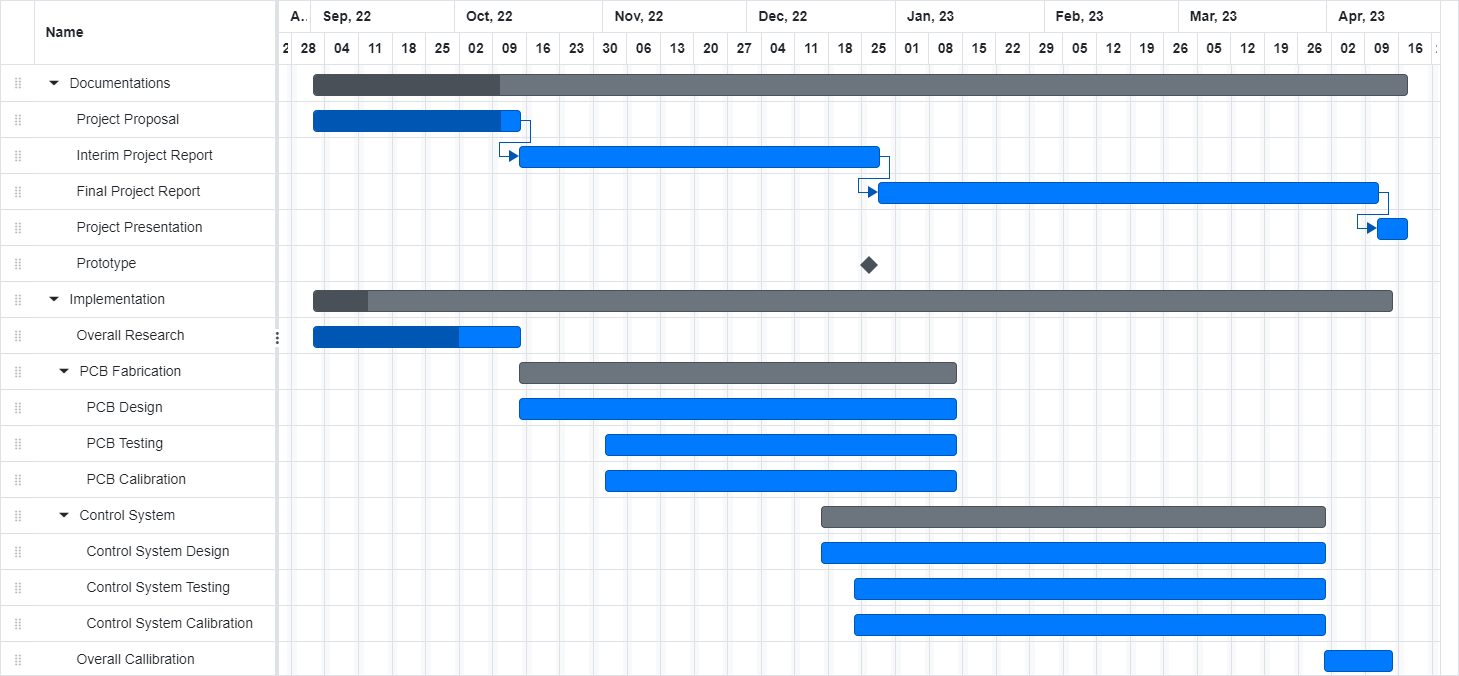 Name
A.. Sep, 22 Oct, 22 Nov, 22 Dec, 22 Jan, 23 Feb, 23 Mar, 23 Apr, 23
28 04 11 18 25 02 09 16 23 30 06 13 20 27 04 11 18 25 01 08 15 22 29 05 12 19 26 05 12 19 26 02 09 16
Documentations
Project Proposal
Interim Project Report
Final Project Report
Project Presentation
Prototype
Implementation
Overall Research
PCB Fabrication
PCB Design
PCB Testing
PCB Calibration
Control System
Control System Design
Control System Testing
Control System Calibration
Overall Callibration